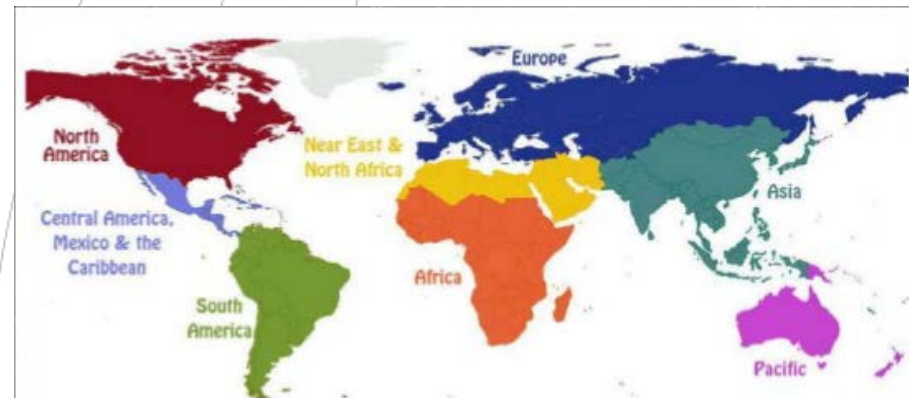 Europe
North
America
Near East &
North Africa
Asia
Central America,
Mexico & the
Caribbean
Africa
South
America
Pacific